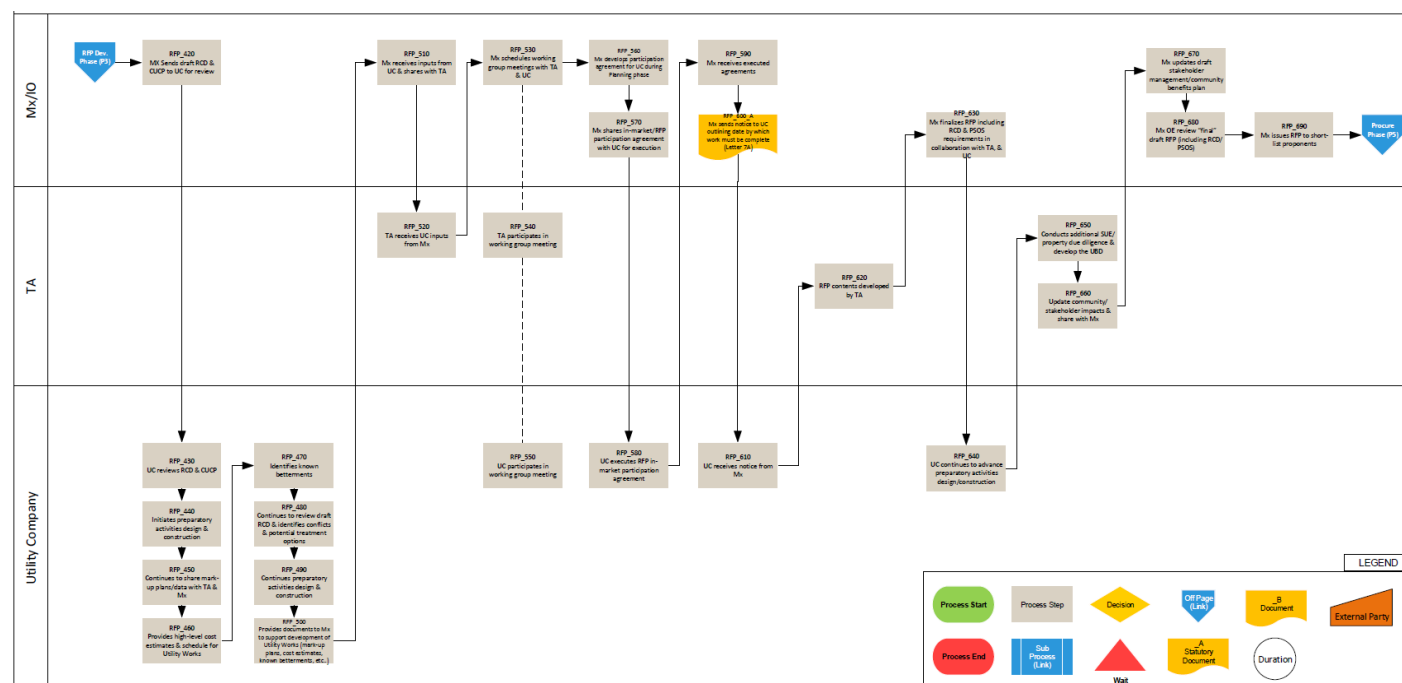 Mx/IO
RFP Dev.
Phase (P3)
RFP_420
MX Sends draft RCD
& CUCP to UC for
review
RFP_510
Mx receives inputs from
UC & shares with TA
RFP_530
Mx schedules working
group meetings with TA
& UC
RFP_560
Mx develops participation
agreement for UC during
Planning phase
RFP_590
Mx receives executed
agreements
RFP_570
Mx shares in-market/RFP
participation agreement
with UC for execution
RFP_600_A
Mx sends notice to UC
outlining date by which
work must be complete
(Letter 7A)
RFP_630
Mx finalizes RFP including
RCD & PSOS
requirements in
collaboration with TA, &
UC
RFP_670
Mx updates draft
stakeholder
management/community
benefits plan
RFP_680
Mx OE review "final"
draft RFP (including RCD/
PSOS)
RFP_690
Mx issues RFP to short-
list proponents
Procure
Phase (P5)
TA
RFP_520
TA receives UC inputs
from Mx
RFP_540
TA participates in
working group meeting
RFP_620
RFP contents developed
by TA
RFP_650
Conducts additional SUE/
property due diligence &
develop the UBD
RFP_660
Update community/
stakeholder impacts &
share with Mx
Utility Company
RFP_430
UC reviews RCD & CUCP
RFP_440
Initiates preparatory
activities design &
construction
RFP_450
Continues to share mark-
up plans/data with TA &
Mx
RFP_460
Provides high-level cost
estimates & schedule for
Utility Works
RFP_470
Identifies known
betterments
RFP_480
Continues to review draft
RCD & identifies conflicts
& potential treatment
options
RFP_490
Continues preparatory
activities design &
construction
RFP_500
Provides documents to Mx
to support development of
Utility Works (mark-up
plans, cost estimates,
known betterments, etc..)
RFP_550
UC participates in
working group meeting
RFP_580
UC executes RFP in-
market participation
agreement
RFP_610
UC receives notice from
Mx
RFP_640
UC continues to advance
preparatory activities
design/construction
LEGEND
Process Start
Process Step
Decision
Off Page
(Link)
_B
Document
External Party
Process End
Sub
Process
(Link)
Wait
_A
Statutory
Document
Duration